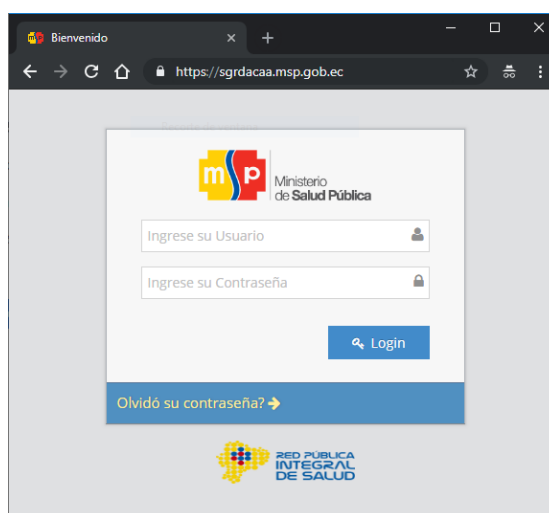 Bienvenido
https://sgrdacaa.msp.gob.ec
msp
Ministerio
de Salud Pública
Ingrese su Usuario
Ingrese su Contraseña
Login
Olvidó su contraseña?
RED PÚBLICA
INTEGRAL
DE SALUD